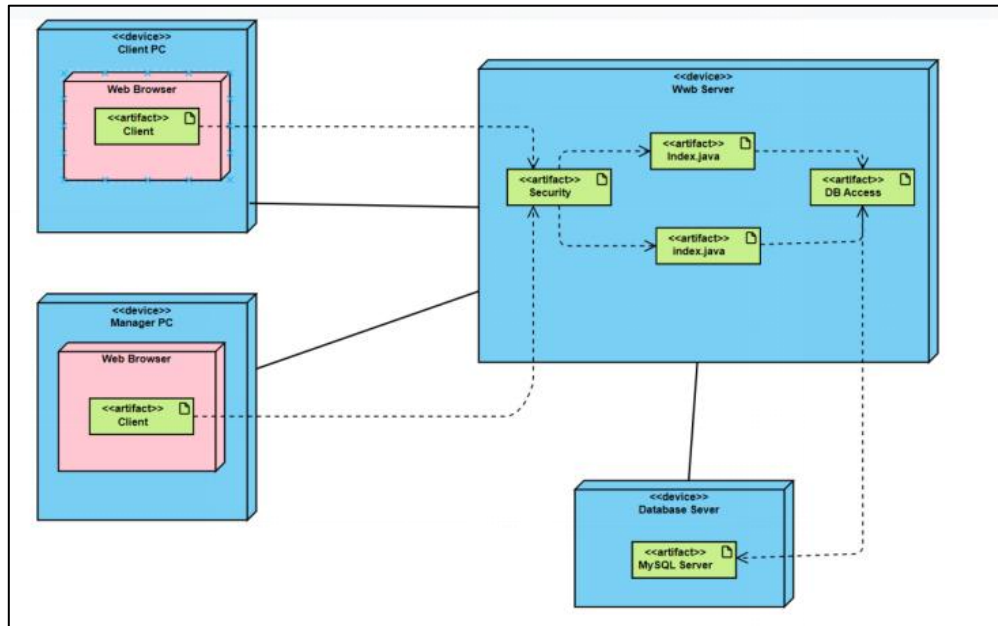 <<device>>
Client PC
Web Browser
<<artifact>>
Client
<<device>>
Wwb Server
<<artifact>>
Index.java
<<artifact>>
Security
<<artifact>>
DB Access
<<artifact>>
index.java
<<device>>
Manager PC
Web Browser
<<artifact>>
Client
<<device>>
Database Sever
<<artifact>>
MySQL Server